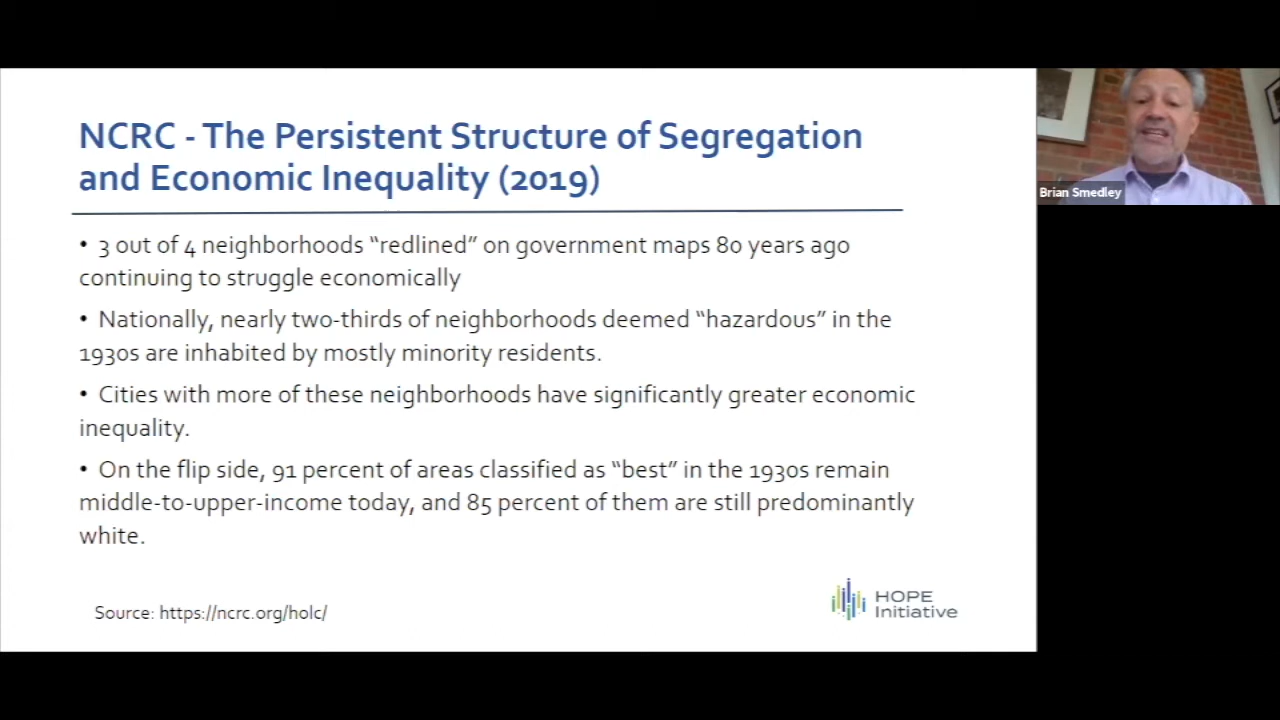 NCRC - The Persistent Structure of Segregation
and Economic Inequality (2019)
• 3 out of 4 neighborhoods “redlined” on government maps 80 years ago
continuing to struggle economically
• Nationally, nearly two-thirds of neighborhoods deemed “hazardous” in the
1930s are inhabited by mostly minority residents.
• Cities with more of these neighborhoods have significantly greater economic
inequality.
• On the flip side, 91 percent of areas classified as “best” in the 1930s remain
middle-to-upper-income today, and 85 percent of them are still predominantly
white.
Source: https://ncrc.org/holc/
HOPE
Initiative
Brian Smedley